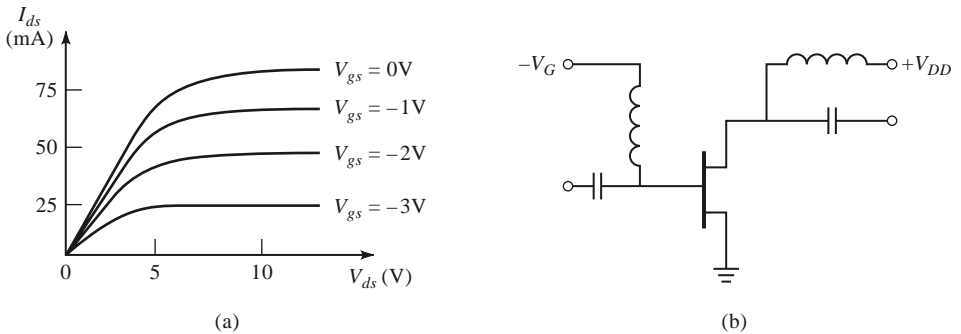 I_ds
(mA)
75
50
25
0
5
10
V_ds (V)
V_gs = 0V
V_gs = –1V
V_gs = –2V
V_gs = –3V
(a)
–V_G
+V_DD
(b)